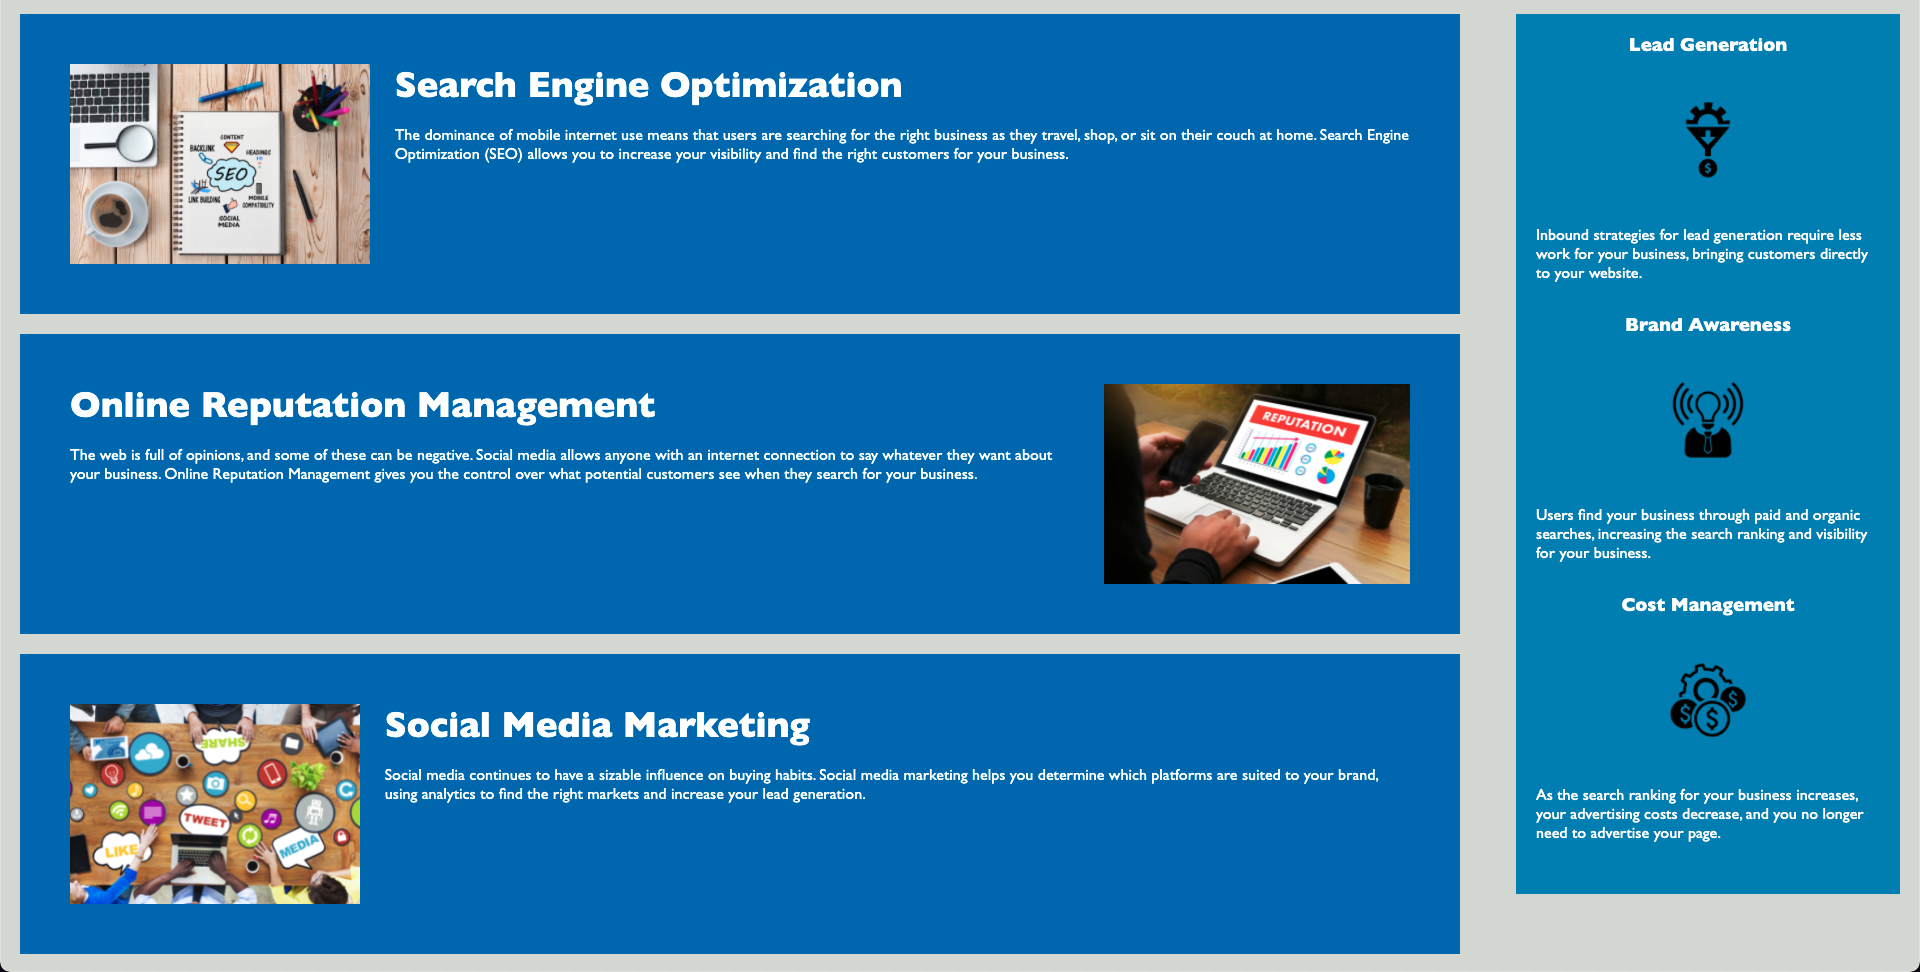 Search Engine Optimization
The dominance of mobile internet use means that users are searching for the right business as they travel, shop, or sit on their couch at home. Search Engine
Optimization (SEO) allows you to increase your visibility and find the right customers for your business.
CONTENT
BACKLINK
HEADINGS
SEO
LINK BUILDING
MOBILE
COMPATIBILITY
SOCIAL
MEDIA
Online Reputation Management
The web is full of opinions, and some of these can be negative. Social media allows anyone with an internet connection to say whatever they want about
your business. Online Reputation Management gives you the control over what potential customers see when they search for your business.
REPUTATION
Social Media Marketing
Social media continues to have a sizable influence on buying habits. Social media marketing helps you determine which platforms are suited to your brand,
using analytics to find the right markets and increase your lead generation.
SHARE
TWEET
LIKE
MEDIA
Lead Generation
$
Inbound strategies for lead generation require less
work for your business, bringing customers directly
to your website.
Brand Awareness
Users find your business through paid and organic
searches, increasing the search ranking and visibility
for your business.
Cost Management
$
$
$
As the search ranking for your business increases,
your advertising costs decrease, and you no longer
need to advertise your page.